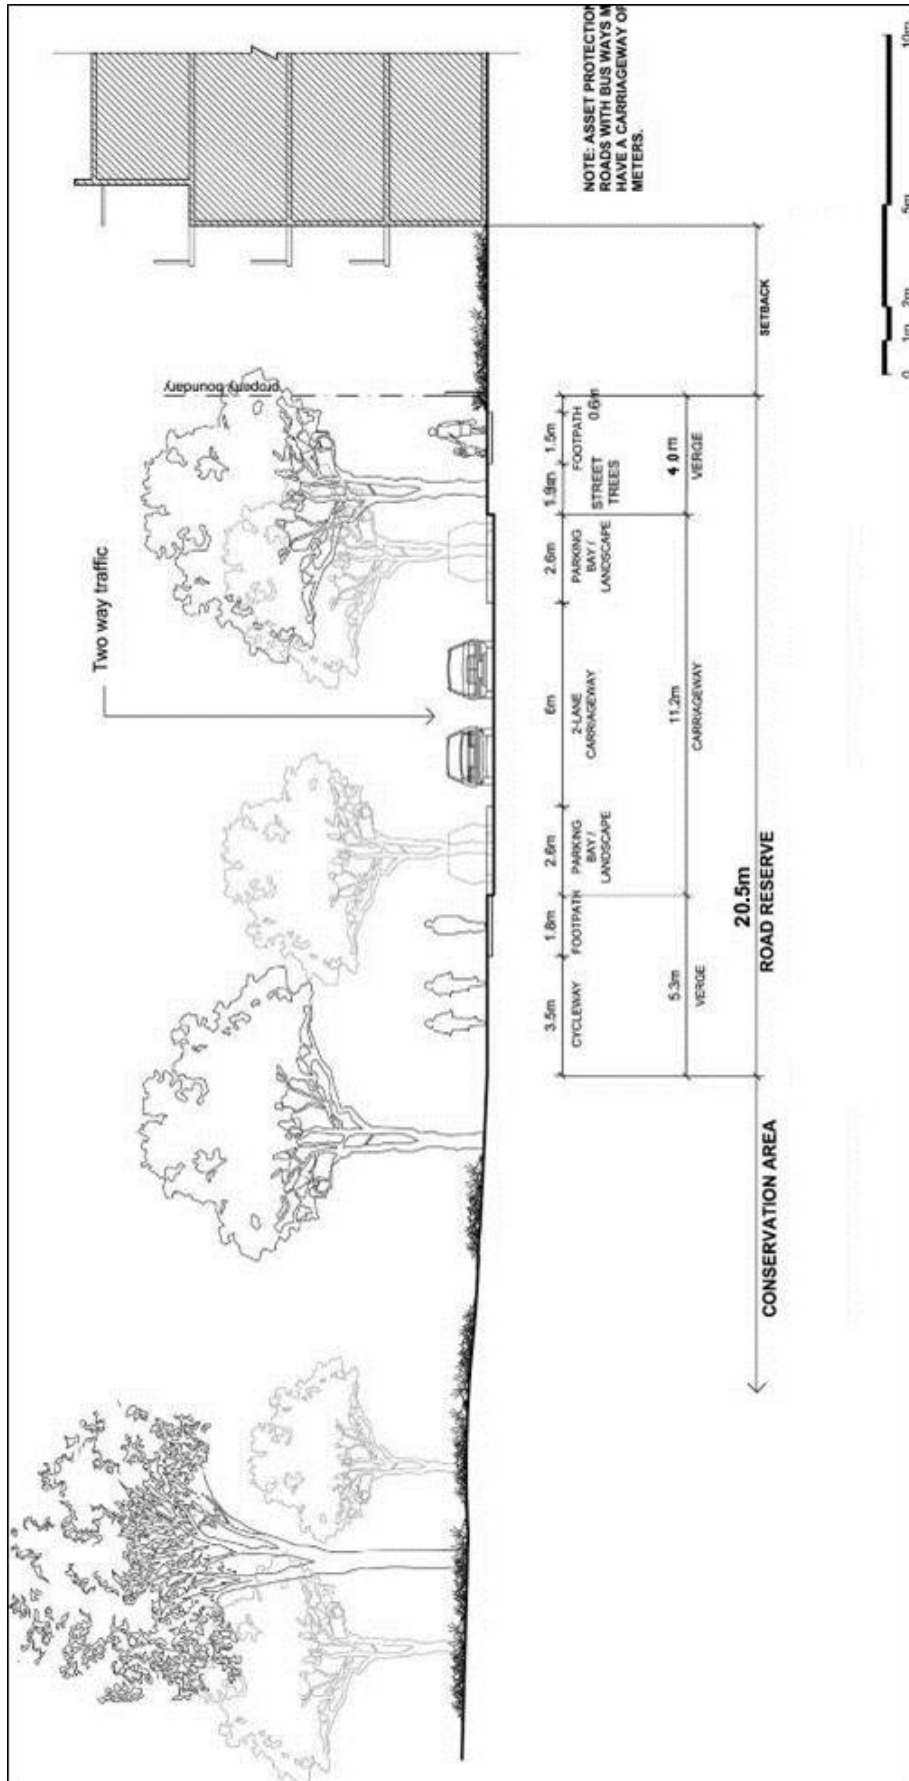 Two way traffic
property boundary
NOTE: ASSET PROTECTION
ROADS WITH BUS WAYS M
HAVE A CARRIAGEWAY OF
METERS.
3.5m
1.8m
2.6m
6m
2.6m
1.9m
1.5m
0.6m
CYCLEWAY
FOOTPATH
PARKING
BAY /
LANDSCAPE
2-LANE
CARRIAGEWAY
PARKING
BAY /
LANDSCAPE
STREET
TREES
FOOTPATH
5.3m
11.2m
4 0 m
VERGE
CARRIAGEWAY
VERGE
SETBACK
20.5m
ROAD RESERVE
CONSERVATION AREA
0 1m 2m 5m 10m